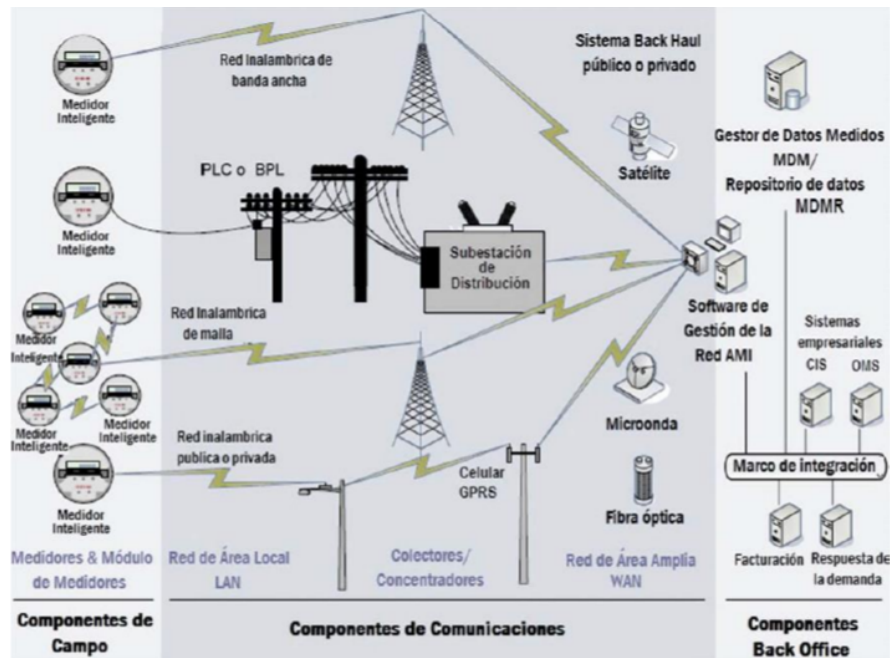 Medidor
Inteligente
Red Inalambrica de
banda ancha
Sistema Back Haul
público o privado
Satélite
Gestor de Datos Medidos
MDM/
Repositorio de datos
MDMR
PLC o BPL
Medidor
Inteligente
Subestación
de
Distribución
Software de
Gestión de la
Red AMI
Sistemas
empresariales
CIS
OMS
Medidor
Inteligente
Red Inalambrica
de malla
Medidor
Inteligente
Medidor
Inteligente
Microonda
Red inalambrica
publica o privada
Medidor
Inteligente
Celular
GPRS
Fibra óptica
Marco de integración
Facturación
Respuesta de
la demanda
Medidores & Módulo
de Medidores
Red de Área Local
LAN
Colectores/
Concentradores
Red de Área Amplia
WAN
Componentes de
Campo
Componentes de Comunicaciones
Componentes
Back Office